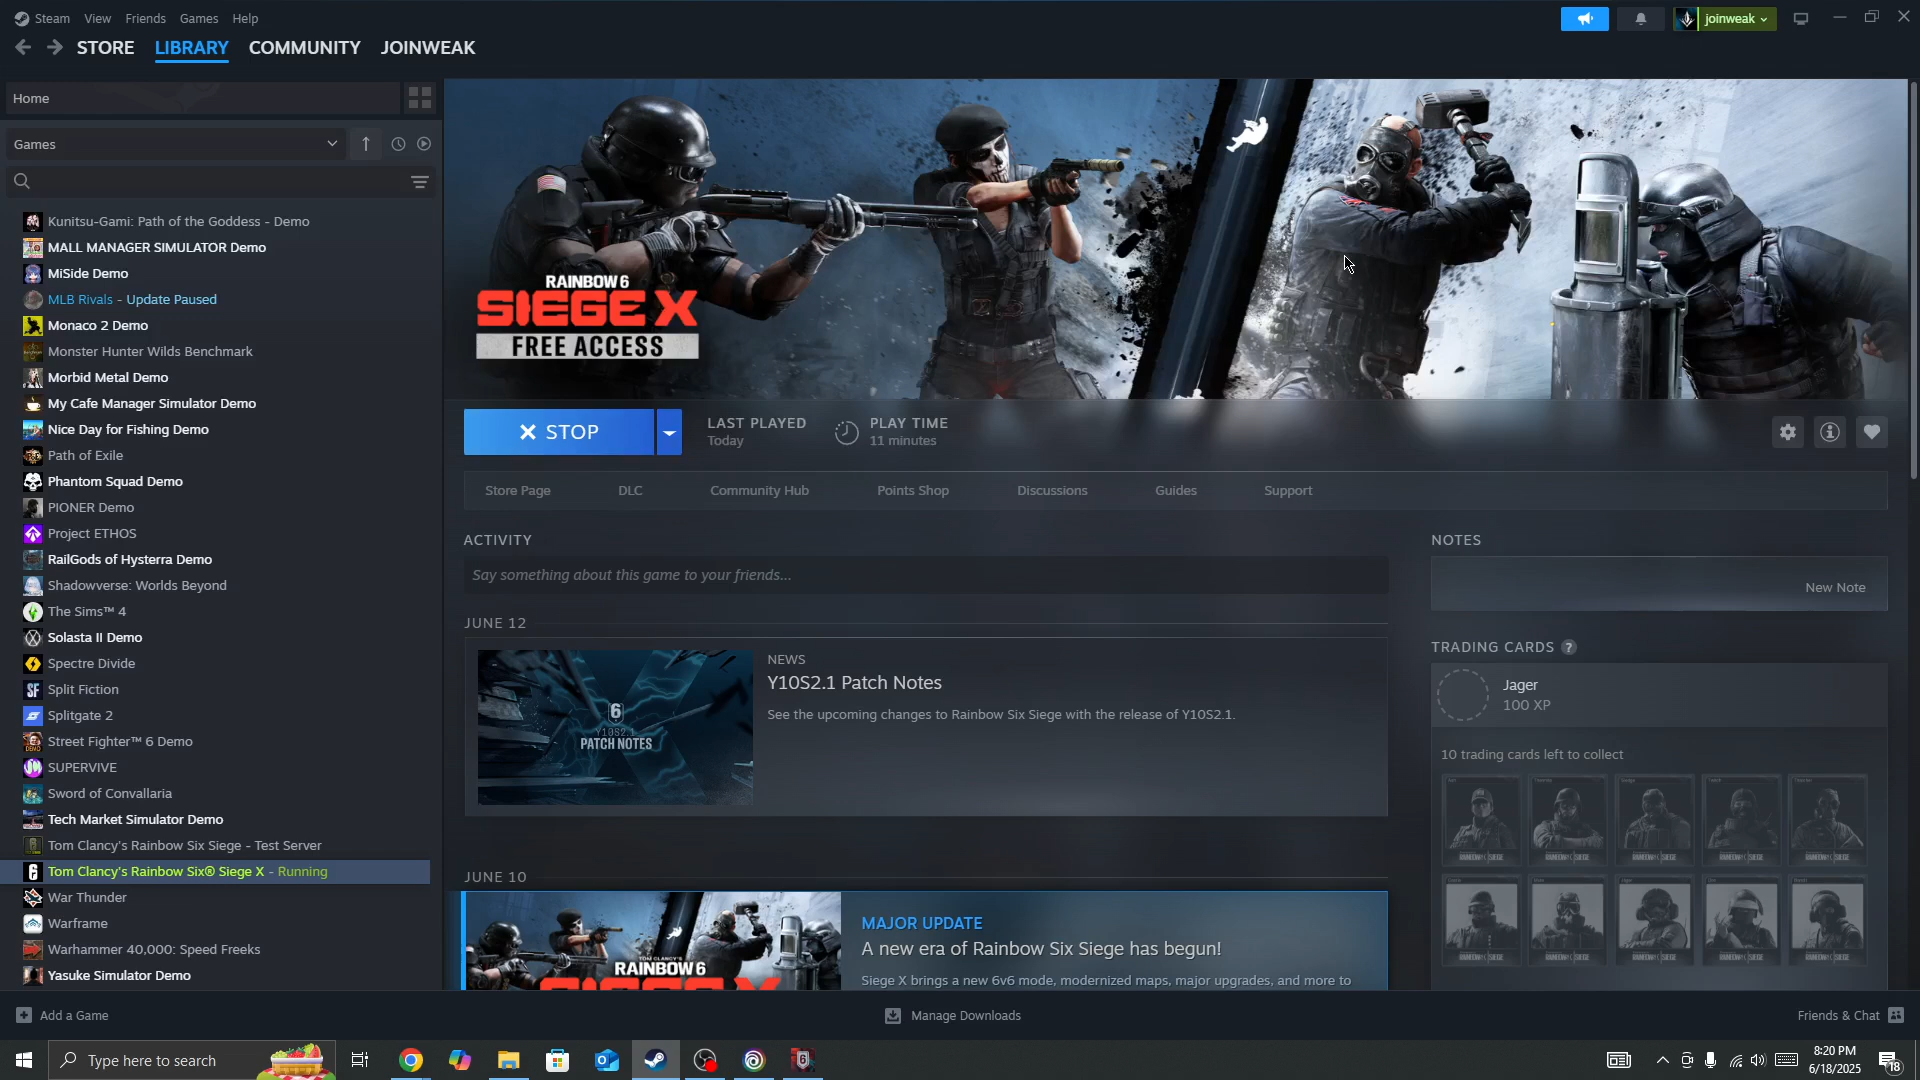 Steam View Friends Games Help
joinweak
STORE LIBRARY COMMUNITY JOINWEAK
Home
Games
Kunitsu-Gami: Path of the Goddess - Demo
MALL MANAGER SIMULATOR Demo
MiSide Demo
MLB Rivals - Update Paused
Monaco 2 Demo
Monster Hunter Wilds Benchmark
Morbid Metal Demo
My Cafe Manager Simulator Demo
Nice Day for Fishing Demo
Path of Exile
Phantom Squad Demo
PIONER Demo
Project ETHOS
RailGods of Hysterra Demo
Shadowverse: Worlds Beyond
The Sims™ 4
Solasta II Demo
Spectre Divide
Split Fiction
Splitgate 2
Street Fighter™ 6 Demo
SUPERVIVE
Sword of Convallaria
Tech Market Simulator Demo
Tom Clancy's Rainbow Six Siege - Test Server
Tom Clancy's Rainbow Six® Siege X - Running
War Thunder
Warframe
Warhammer 40,000: Speed Freeks
Yasuke Simulator Demo
RAINBOW 6
SIEGE X
FREE ACCESS
STOP
LAST PLAYED
Today
PLAY TIME
11 minutes
Store Page DLC Community Hub Points Shop Discussions Guides Support
ACTIVITY
Say something about this game to your friends...
JUNE 12
Y10S2.1
PATCH NOTES
NEWS
Y10S2.1 Patch Notes
See the upcoming changes to Rainbow Six Siege with the release of Y10S2.1.
JUNE 10
TOM CLANCY'S
RAINBOW 6
MAJOR UPDATE
A new era of Rainbow Six Siege has begun!
Siege X brings a new 6v6 mode, modernized maps, major upgrades, and more to
NOTES
New Note
TRADING CARDS ?
Jager
100 XP
10 trading cards left to collect
Add a Game
Manage Downloads
Friends & Chat
Type here to search
8:20 PM
6/18/2025
18